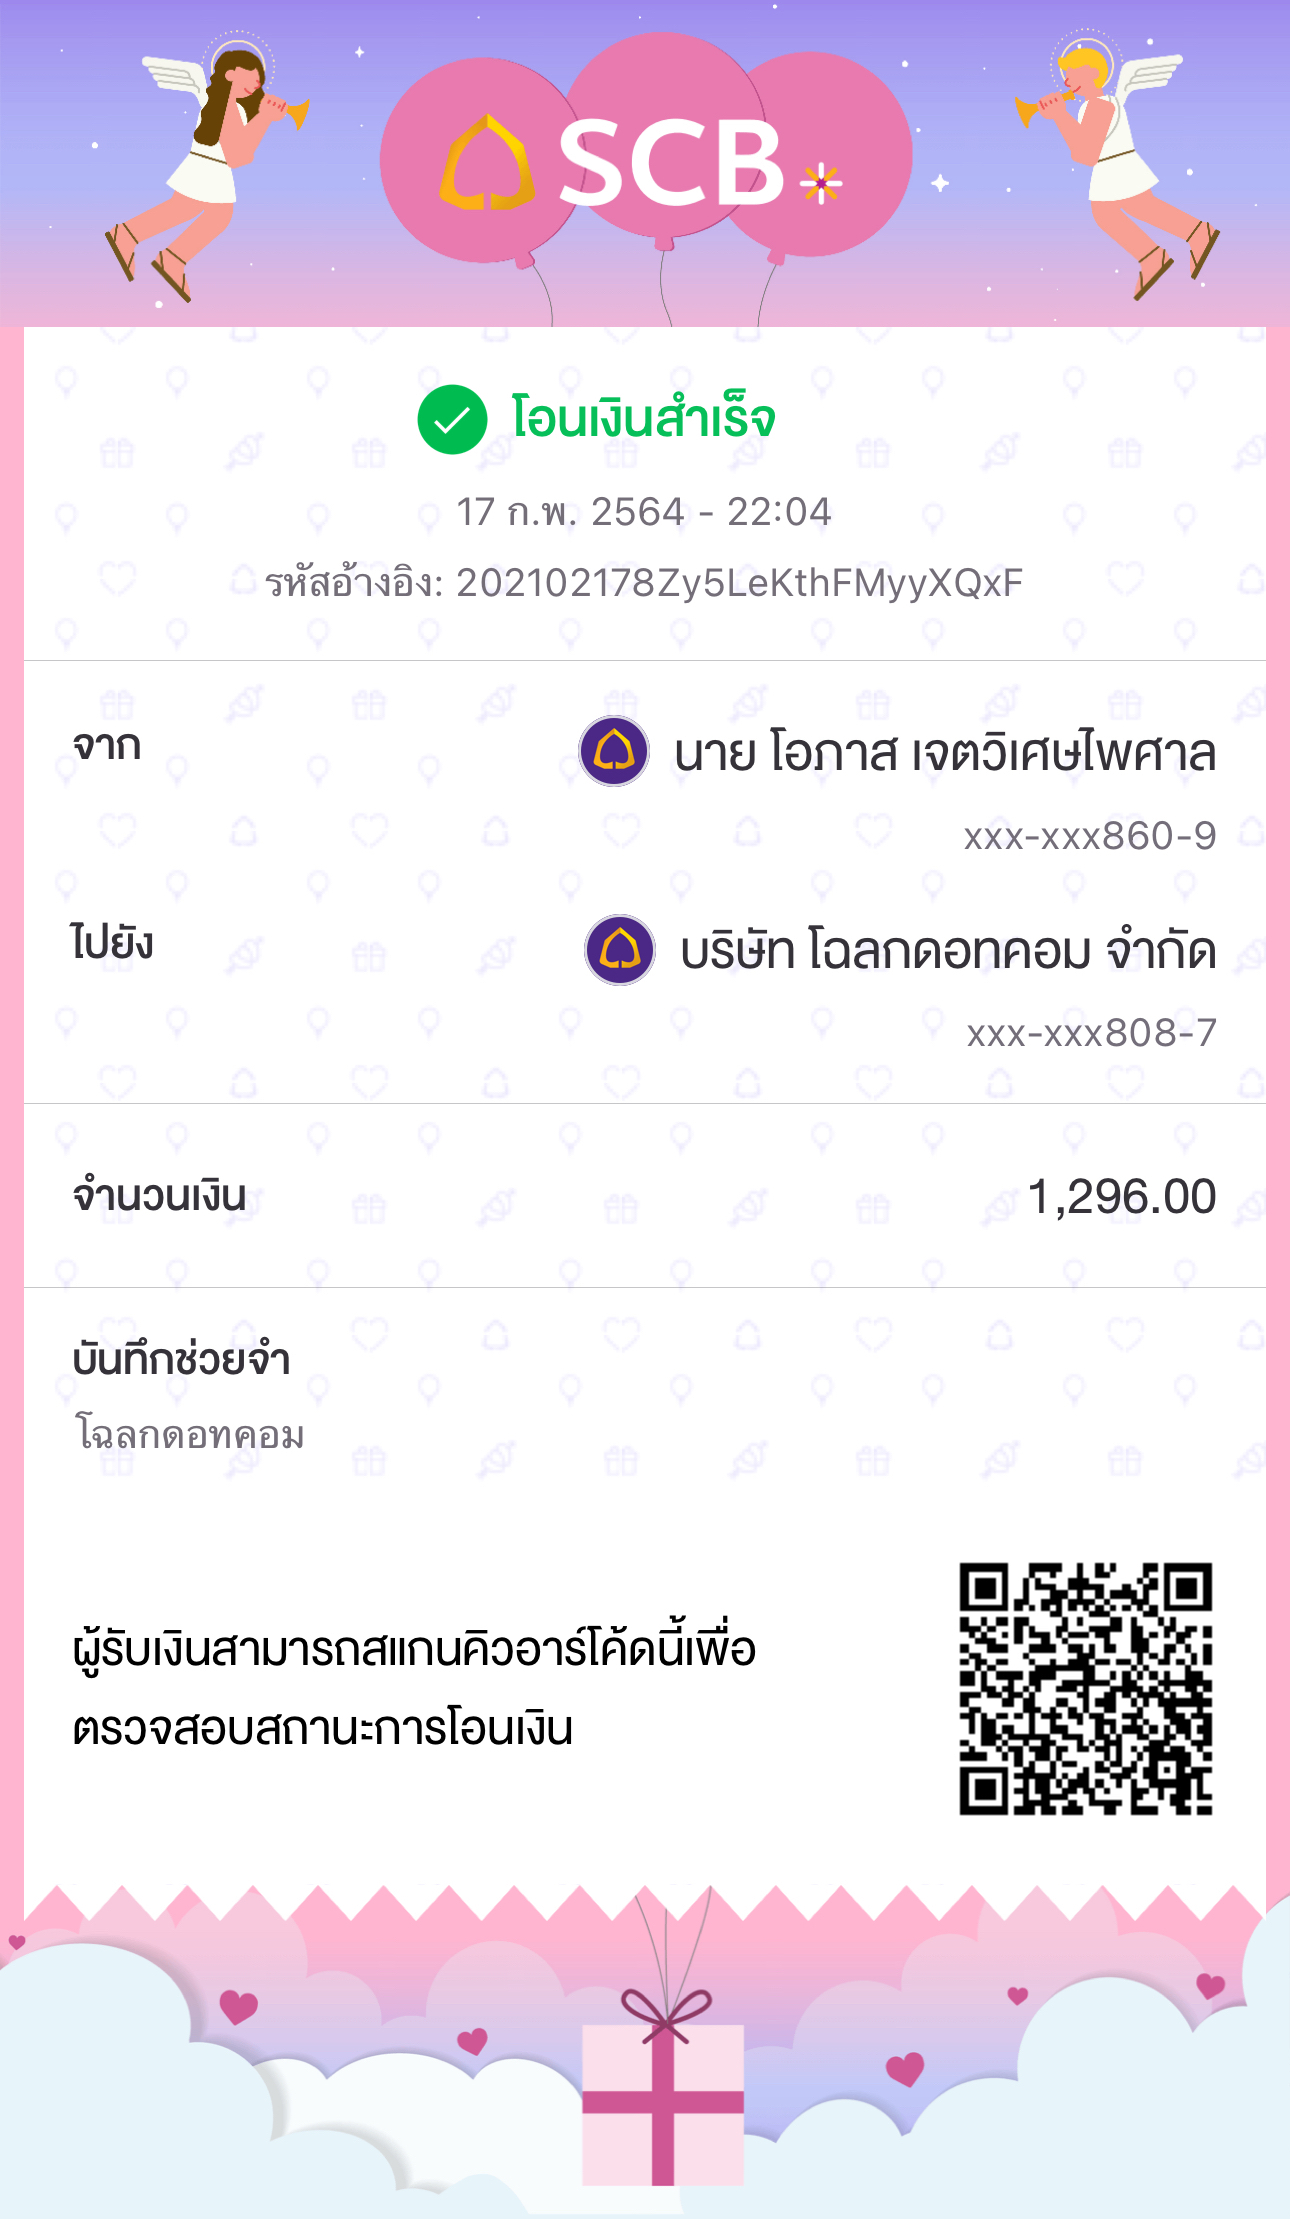 SCB
โอนเงินสำเร็จ
17 ก.พ. 2564 - 22:04
รหัสอ้างอิง: 202102178Zy5LeKthFMyyXQxF
จาก
นาย โอภาส เจตวิเศษไพศาล
xxx-xxx860-9
ไปยัง
บริษัท โฉลกดอทคอม จำกัด
xxx-xxx808-7
จำนวนเงิน 1,296.00
บันทึกช่วยจำ
โฉลกดอทคอม
ผู้รับเงินสามารถสแกนคิวอาร์โค้ดนี้เพื่อ
ตรวจสอบสถานะการโอนเงิน